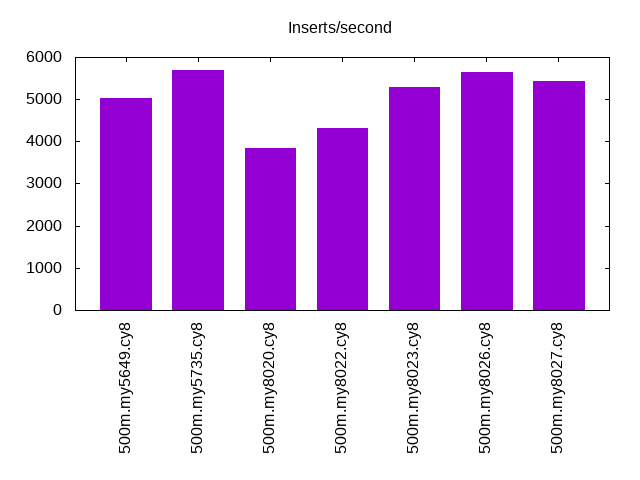 Inserts/second
6000
5000
4000
3000
2000
1000
0
500m.my5649.cy8
500m.my5735.cy8
500m.my8020.cy8
500m.my8022.cy8
500m.my8023.cy8
500m.my8026.cy8
500m.my8027.cy8